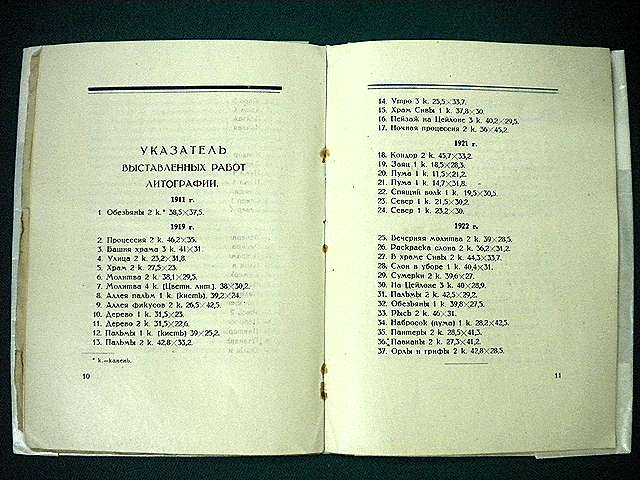 УКАЗАТЕЛЬ
ВЫСТАВЛЕННЫХ РАБОТ
ЛИТОГРАФИИ.
1911 г.
1 Обезьяны 2 k.* 38,5×37,5.
1919 г.
2. Процессия 2 k. 46,2×35.
3. Башня храма 3 k. 41×31.
4. Улица 2 k. 23,2×31,8.
5. Храм 2 k. 27,5×23.
6. Молитва 2 k. 38,1×29,5.
7. Молитва 4 k. (Цветн. лит.) 38×30,2.
8. Аллея пальм 1 k. (кисть). 39,2×24.
9. Аллея фикусов 2 k. 26,5×42,5.
10. Дерево 1 k. 31,5×23.
11. Дерево 2 k. 31,5×22,6.
12. Пальмы 1 k. (кисть) 39×25,2.
13. Пальмы 2 k. 42,8×33,2.
* k.—камень.
10
14. Утро 3 k. 25,5×33,7.
15. Храм Сивы 1 k. 37,8×30.
16. Пейзаж на Цейлоне 3 k. 40,2×29,5.
17. Ночная процессия 2 k. 36×45,2.
1921 г.
18. Кондор 2 k. 45,7×33,2.
19. Заяц 1 k. 18,5×28,3.
20. Пума 1 k. 11,5×21,2.
21. Пума 1 k. 14,7×31,8.
22. Спящий волк 1 k. 19,5×30,5.
23. Север 1 k. 21,5×30,2.
24. Север 1 k. 23,2×30.
1922 г.
25. Вечерняя молитва 2 k. 39×28,5.
26. Раскраска слона 2 k. 36,2×31,2.
27. В храме Сивы 2 k. 44,3×33,7.
28. Слон в уборе 1 k. 40,4×31.
29. Сумерки 2 k. 39,6×27.
30. На Цейлоне 3 k. 40×28,9.
31. Пальмы 2 k. 42,5×29,2.
32. Обезьяны 1 k. 39,8×27,5.
33. Рысь 2 k. 46×31.
34. Набросок (пума) 1 k. 28,2×42,5.
35. Пантеры 2 k. 28,5×41,3.
36. Павианы 2 k. 27,3×41,2.
37. Орлы и грифы 2 k. 42,8×28,5.
11